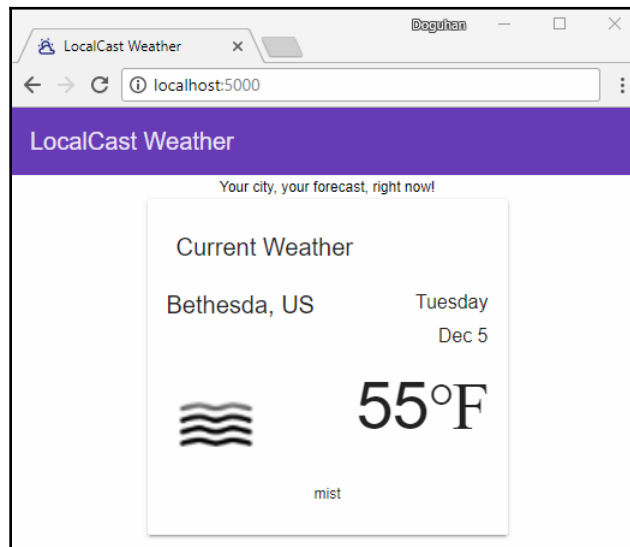 Doguhan
LocalCast Weather
localhost:5000
LocalCast Weather
Your city, your forecast, right now!
Current Weather
Bethesda, US
Tuesday
Dec 5
55°F
mist